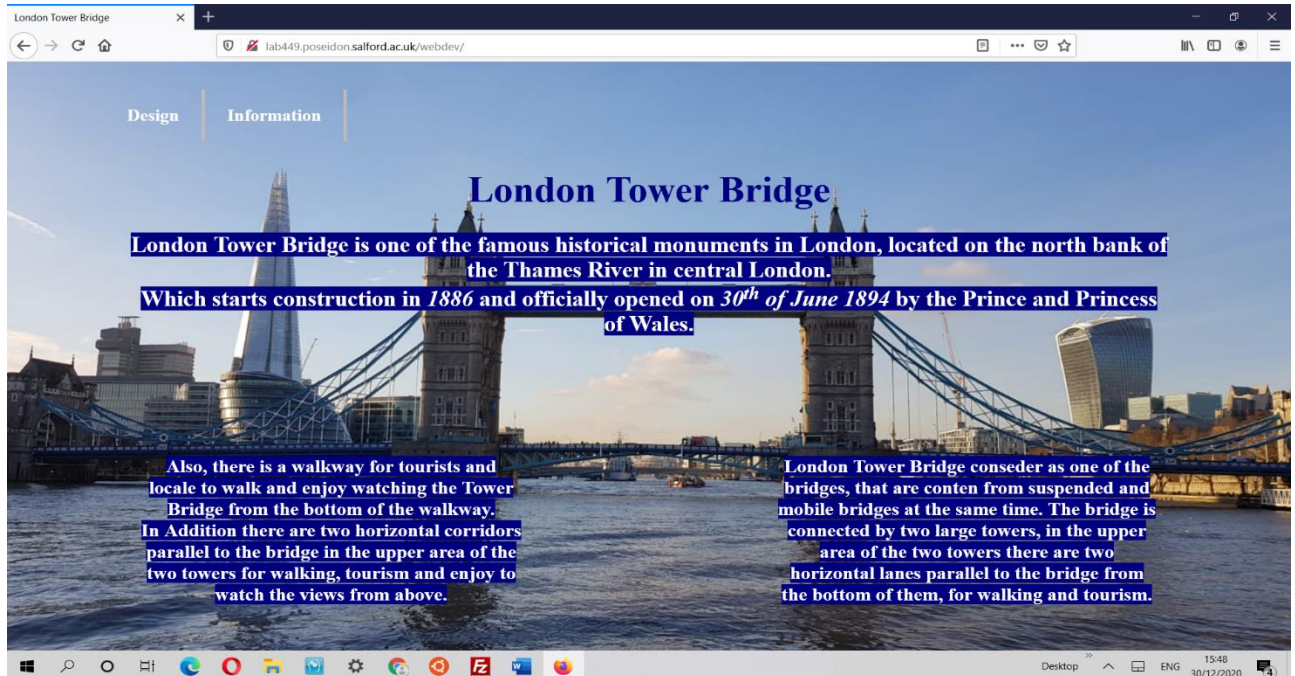 London Tower Bridge
lab449.poseidon.salford.ac.uk/webdev/
Design
Information
London Tower Bridge
London Tower Bridge is one of the famous historical monuments in London, located on the north bank of
the Thames River in central London.
Which starts construction in 1886 and officially opened on 30th of June 1894 by the Prince and Princess
of Wales.
Also, there is a walkway for tourists and
locale to walk and enjoy watching the Tower
Bridge from the bottom of the walkway.
In Addition there are two horizontal corridors
parallel to the bridge in the upper area of the
two towers for walking, tourism and enjoy to
watch the views from above.
London Tower Bridge conseder as one of the
bridges, that are conten from suspended and
mobile bridges at the same time. The bridge is
connected by two large towers, in the upper
area of the two towers there are two
horizontal lanes parallel to the bridge from
the bottom of them, for walking and tourism.
Desktop
ENG
15:48
30/12/2020
4